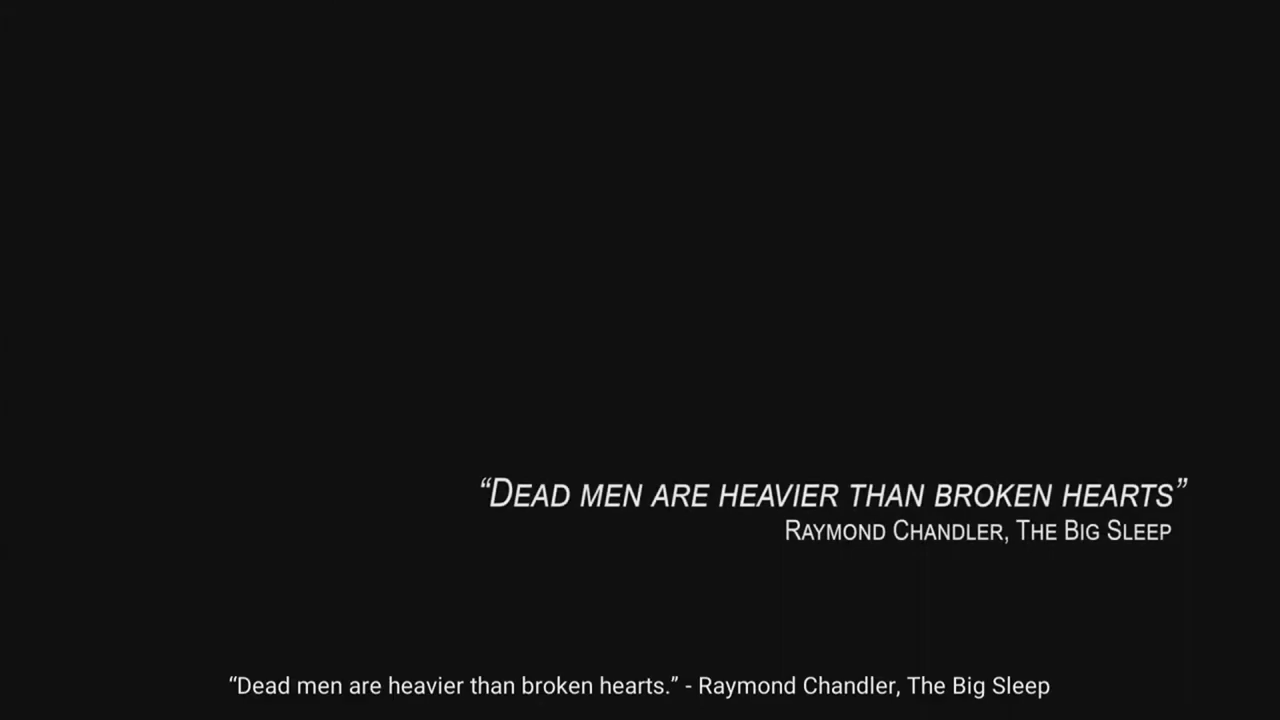 “DEAD MEN ARE HEAVIER THAN BROKEN HEARTS”
RAYMOND CHANDLER, THE BIG SLEEP
“Dead men are heavier than broken hearts.” - Raymond Chandler, The Big Sleep